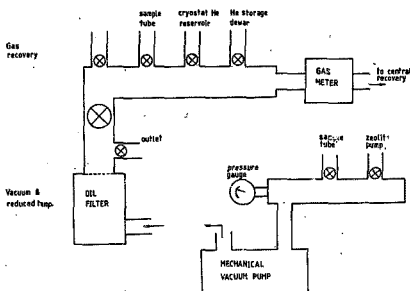 sample
tube
cryostat He
reservoir
He storage
dewar
Gas
recovery
GAS
METER
to central
recovery
outlet
pressure
gauge
tube
zeolite
pump
Vacuum &
reduced temp.
OIL
FILTER
MECHANICAL
VACUUM PUMP